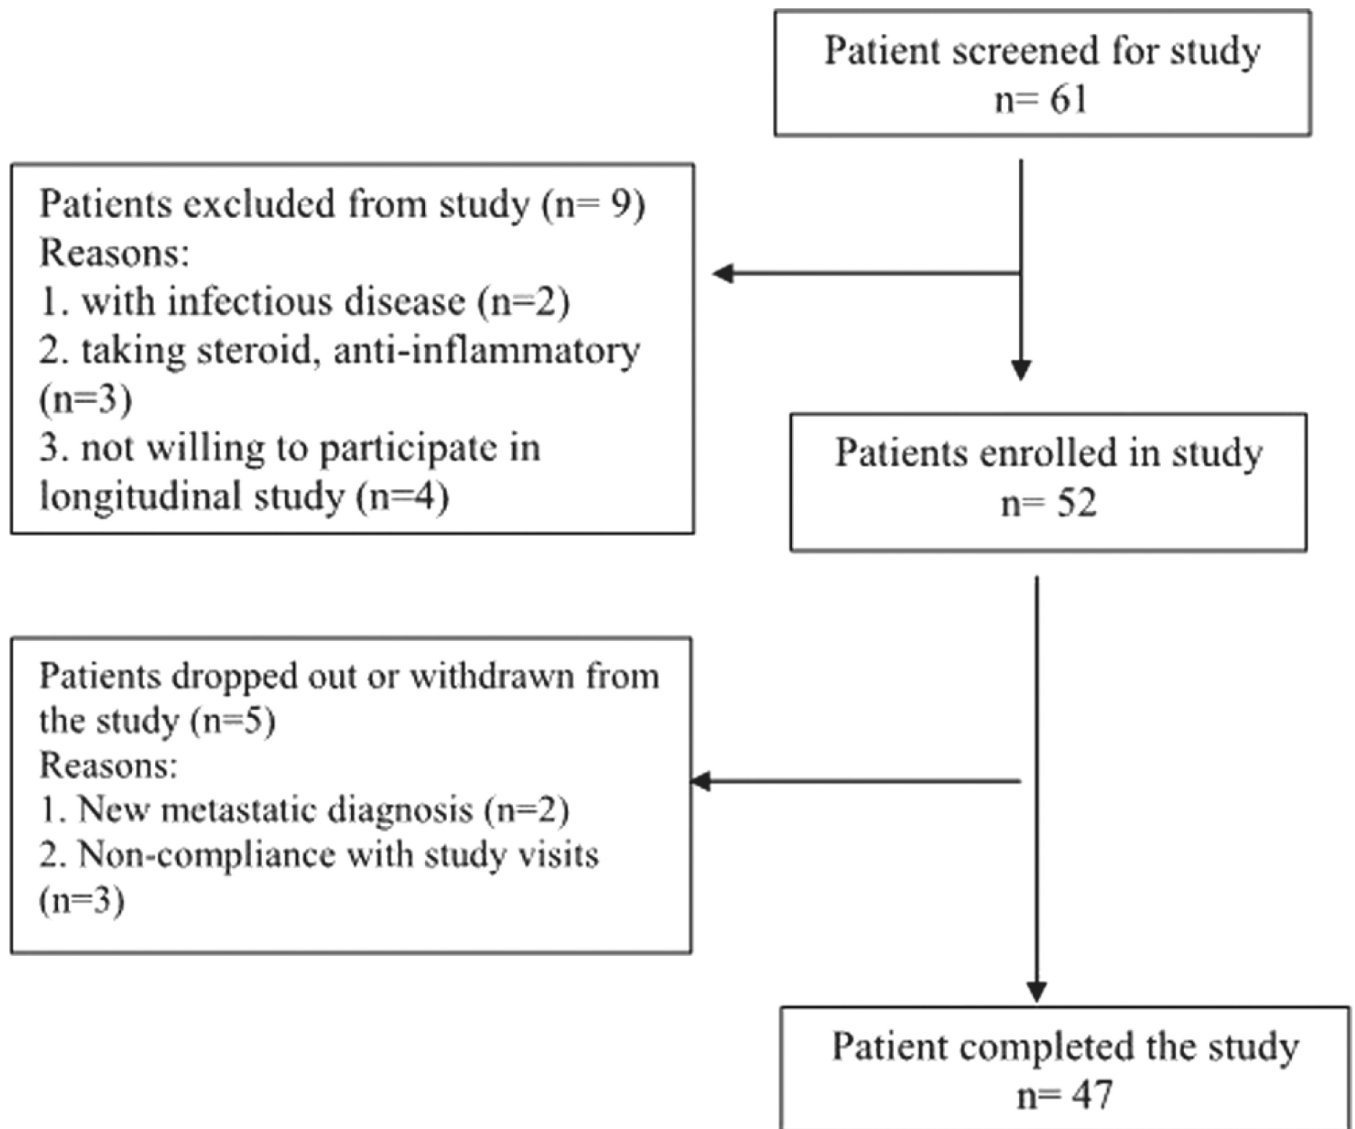 Patient screened for study
n= 61
Patients excluded from study (n= 9)
Reasons:
1. with infectious disease (n=2)
2. taking steroid, anti-inflammatory
(n=3)
3. not willing to participate in
longitudinal study (n=4)
Patients enrolled in study
n= 52
Patients dropped out or withdrawn from
the study (n=5)
Reasons:
1. New metastatic diagnosis (n=2)
2. Non-compliance with study visits
(n=3)
Patient completed the study
n= 47